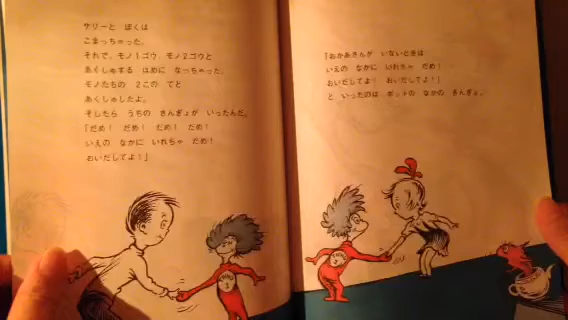 サリーと ぼくは
こまっちゃった。
それで、モノ1ゴウ モノ2ゴウと
あくしゅする はめに なっちゃった。
モノたちの 2この てと
あくしゅしたよ。
そしたら うちの きんぎょが いったんだ。
「だめ! だめ! だめ! だめ!
いえの なかに いれちゃ だめ!
おいだしてよ!」
「おかあさんが いないときは
いえの なかに いれちゃ だめ!
おいだしてよ! おいだしてよ!」
と いったのは ポットの なかの きんぎょ。